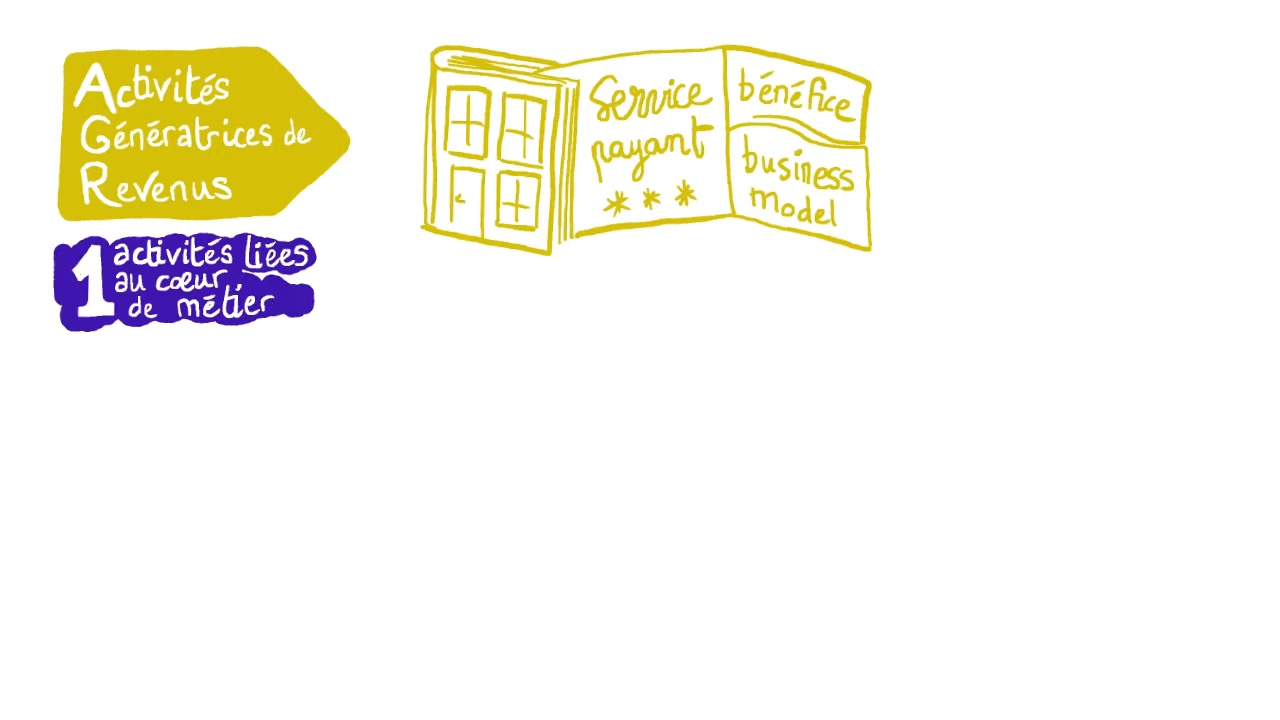 Activités
Génératrices de
Revenus
1 activités liées
au cœur
de métier
Service
payant
***
bénéfice
business
model